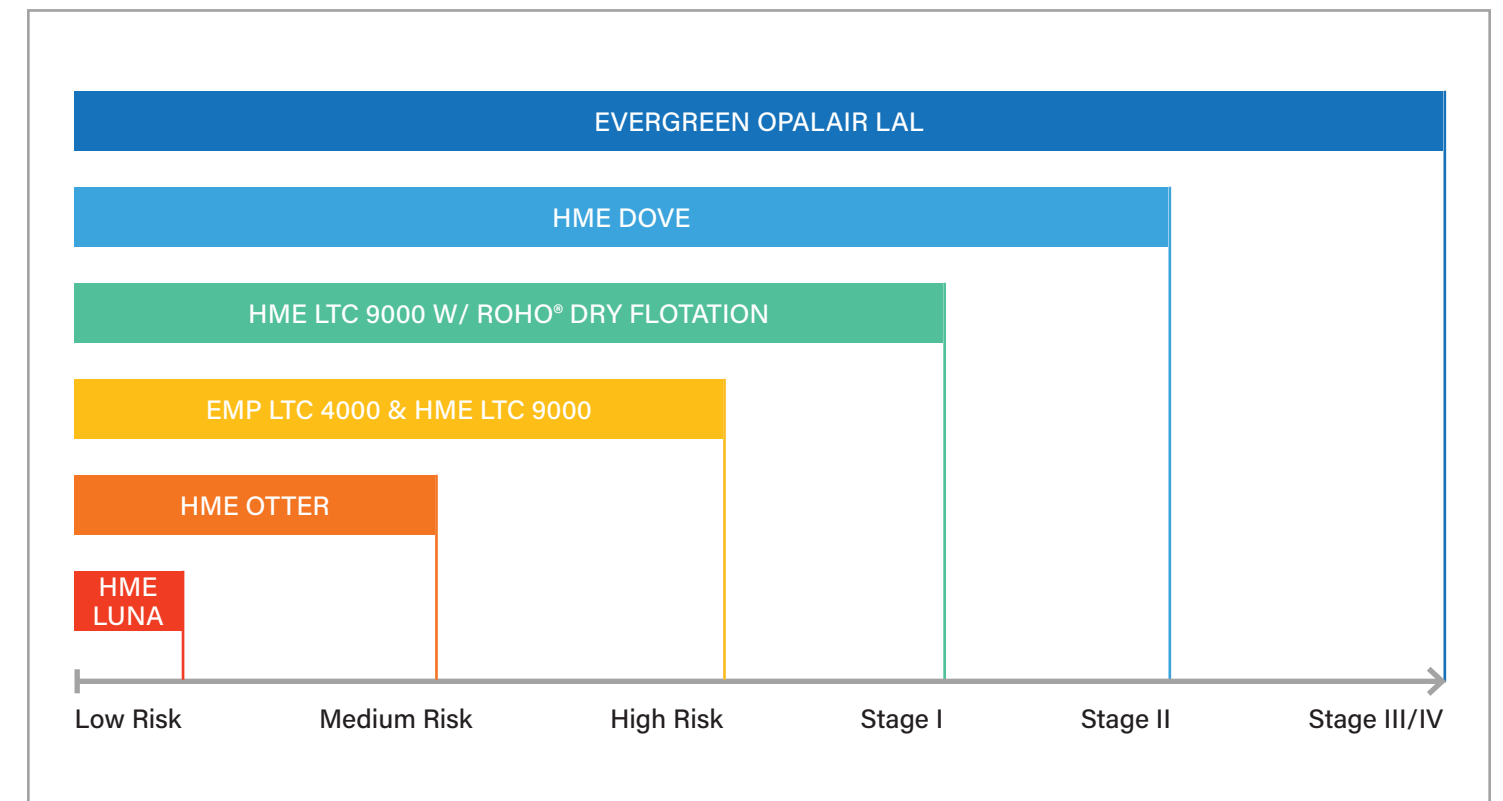 EVERGREEN OPALAIR LAL
HME DOVE
HME LTC 9000 W/ ROHO® DRY FLOTATION
EMP LTC 4000 & HME LTC 9000
HME OTTER
HME
LUNA
Low Risk Medium Risk High Risk Stage I Stage II Stage III/IV